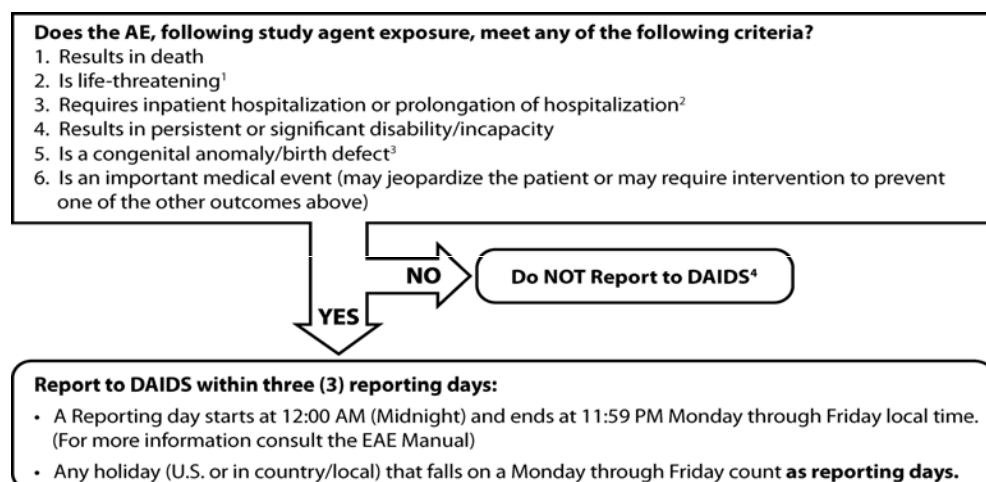 Does the AE, following study agent exposure, meet any of the following criteria?
1. Results in death
2. Is life-threatening¹
3. Requires inpatient hospitalization or prolongation of hospitalization²
4. Results in persistent or significant disability/incapacity
5. Is a congenital anomaly/birth defect³
6. Is an important medical event (may jeopardize the patient or may require intervention to prevent
one of the other outcomes above)
NO
Do NOT Report to DAIDS⁴
YES
Report to DAIDS within three (3) reporting days:
• A Reporting day starts at 12:00 AM (Midnight) and ends at 11:59 PM Monday through Friday local time.
(For more information consult the EAE Manual)
• Any holiday (U.S. or in country/local) that falls on a Monday through Friday count as reporting days.